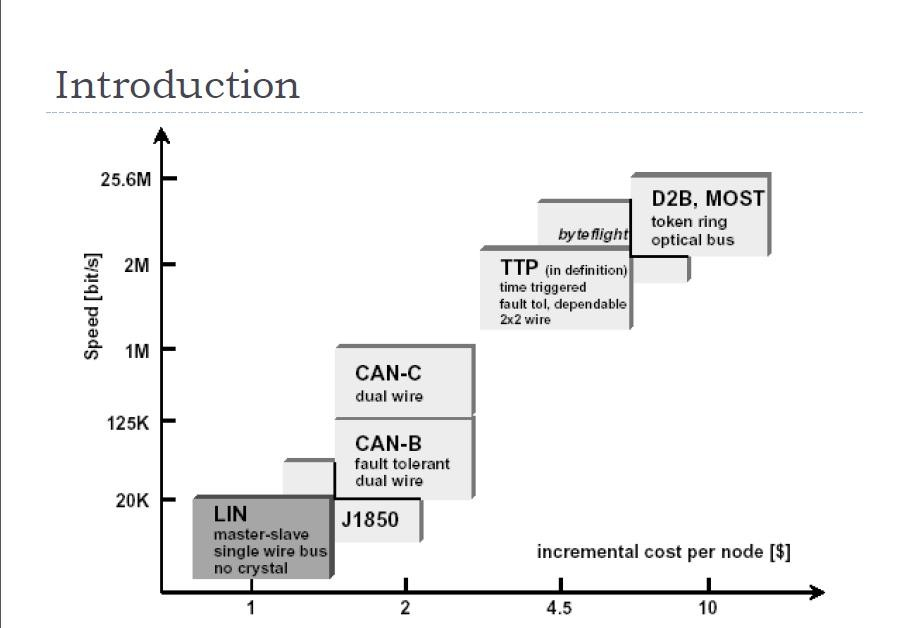 Introduction
25.6M
2M
1M
125K
20K
Speed [bit/s]
D2B, MOST
token ring
optical bus
byteflight
TTP (in definition)
time triggered
fault tol, dependable
2x2 wire
CAN-C
dual wire
CAN-B
fault tolerant
dual wire
J1850
LIN
master-slave
single wire bus
no crystal
incremental cost per node [$]
1
2
4.5
10